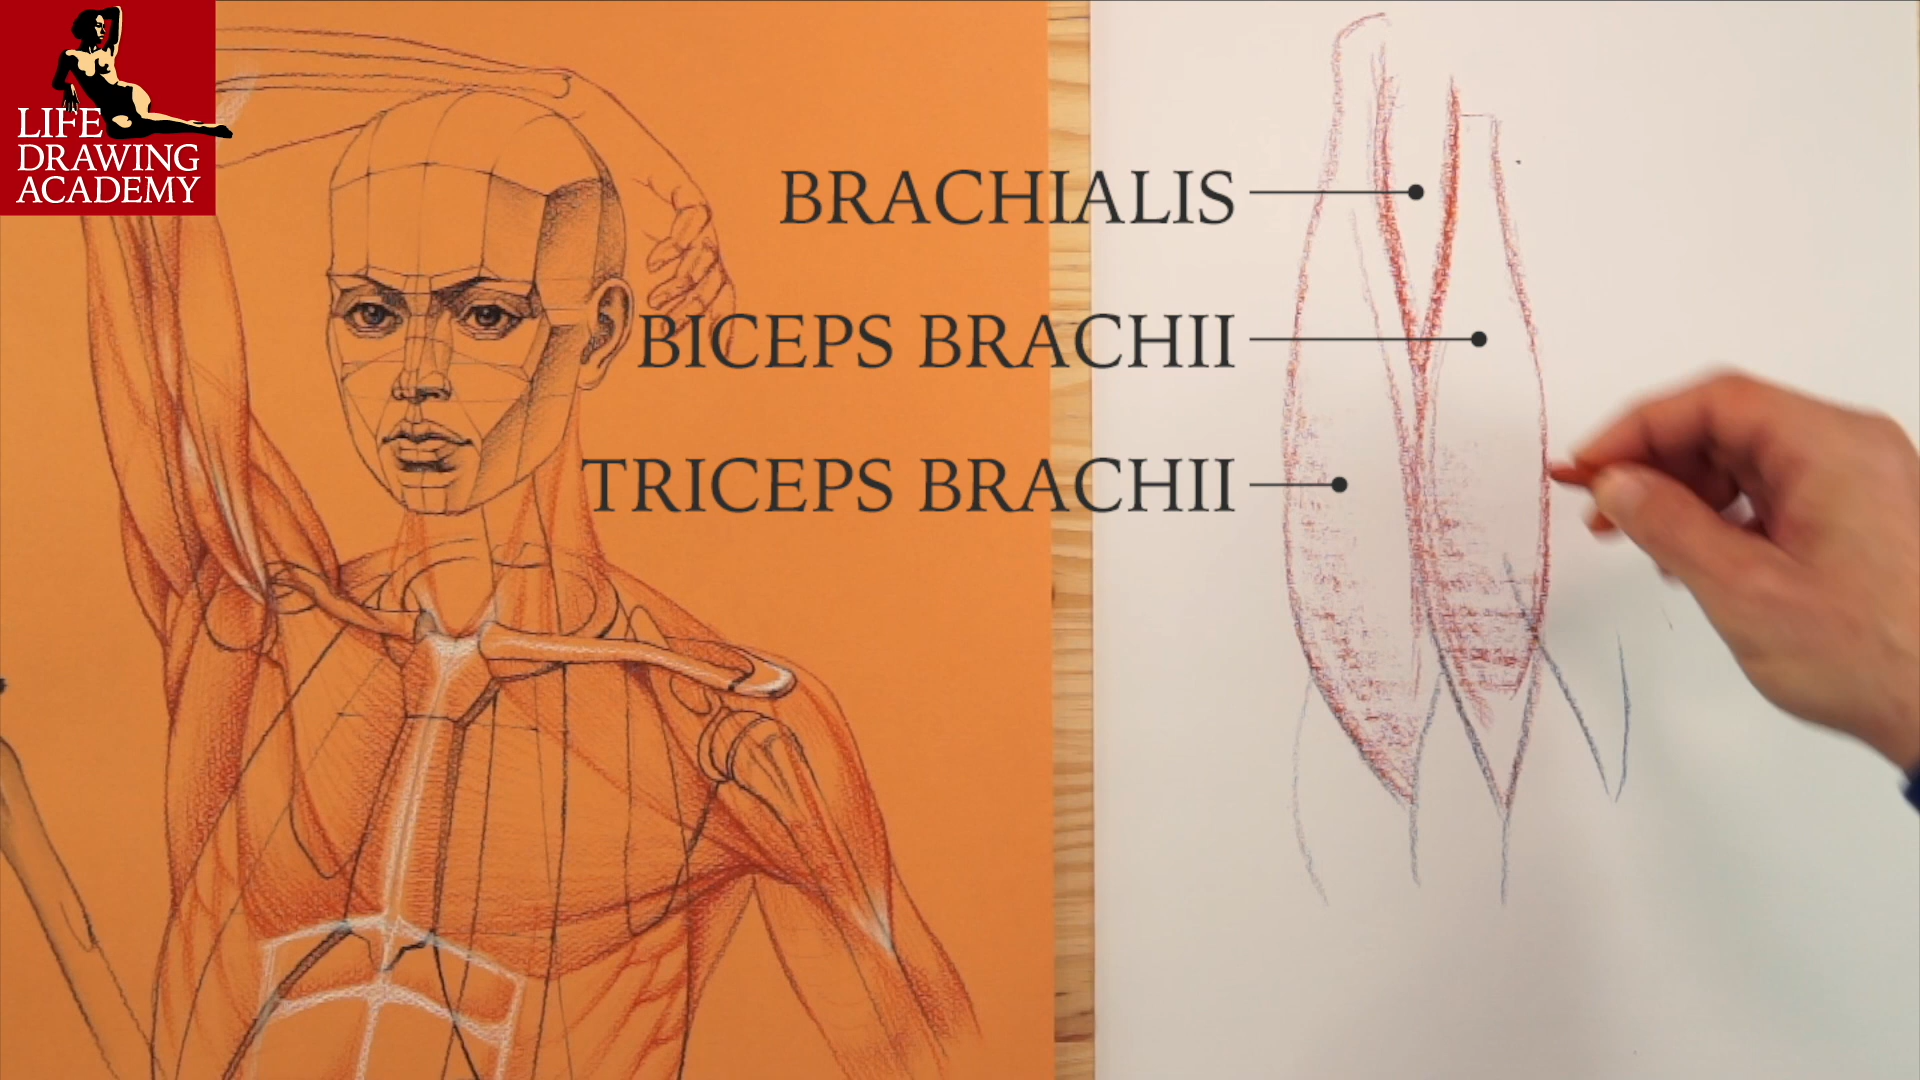 LIFE
DRAWING
ACADEMY
BRACHIALIS
BICEPS BRACHII
TRICEPS BRACHII